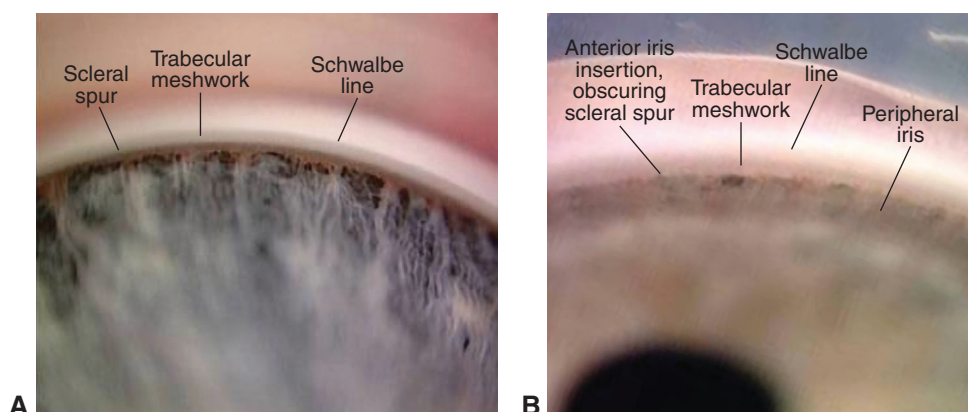 Scleral
spur
Trabecular
meshwork
Schwalbe
line
A
Anterior iris
insertion,
obscuring
scleral spur
Trabecular
meshwork
Schwalbe
line
Peripheral
iris
B